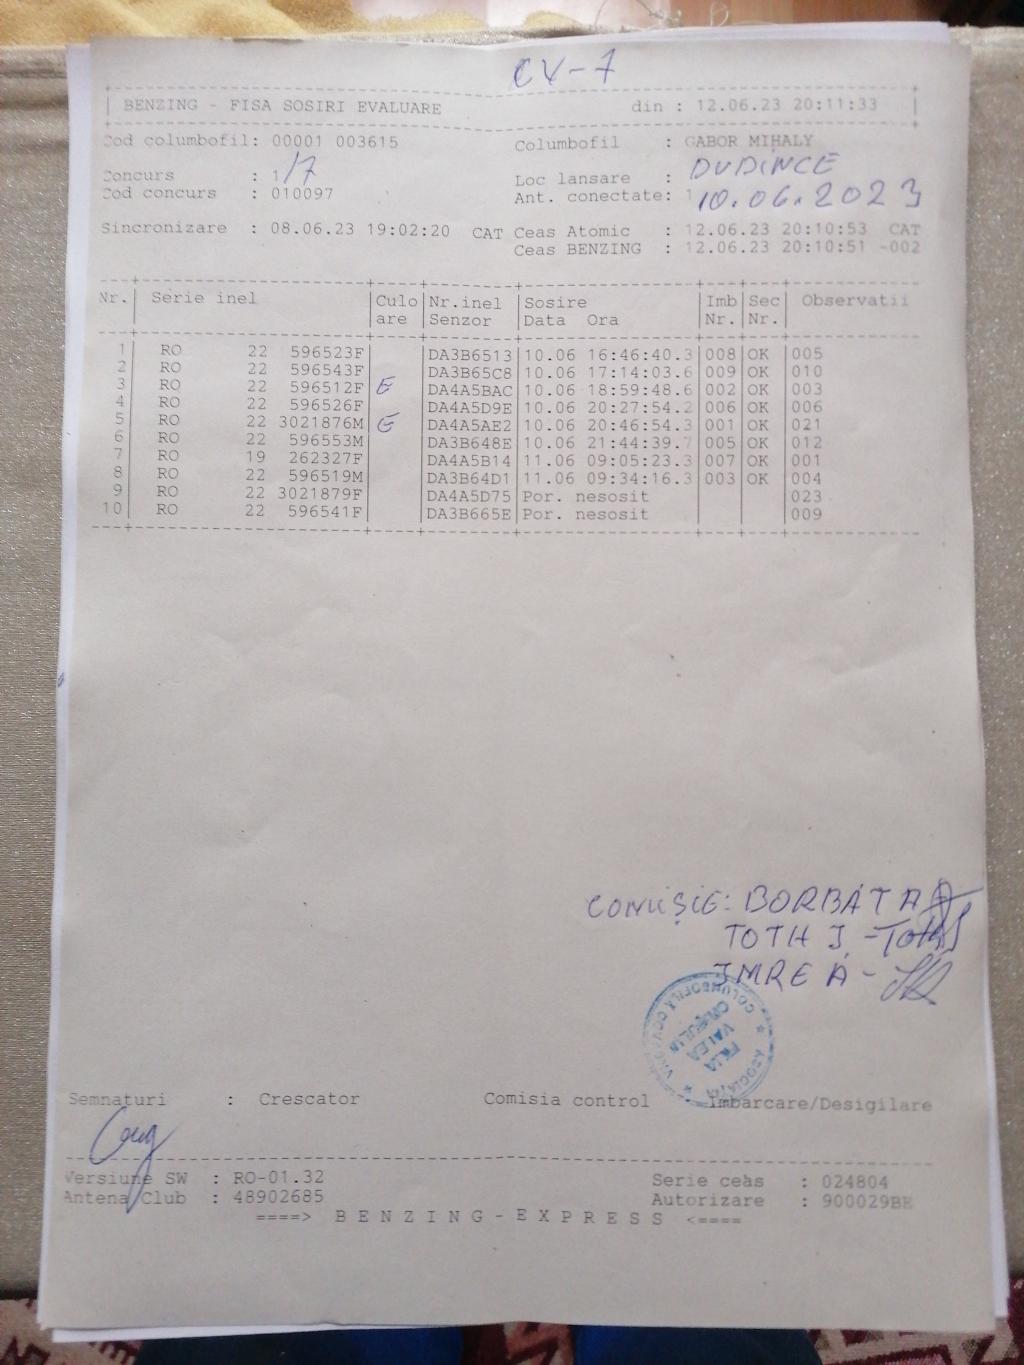 CV-7
BENZING - FISA SOSIRI EVALUARE din : 12.06.23 20:11:33
Cod columbofil: 00001 003615 Columbofil : GABOR MIHALY
Concurs : 1/7 Loc lansare : DUDINCE
Cod concurs : 010097 Ant. conectate: 1 10.06.2023
Sincronizare : 08.06.23 19:02:20 CAT Ceas Atomic : 12.06.23 20:10:53 CAT
Ceas BENZING : 12.06.23 20:10:51 -002
Nr. Serie inel Culo Nr.inel Sosire Imb Sec Observatii
are Senzor Data Ora Nr. Nr.
1 RO 22 596523F DA3B6513 10.06 16:46:40.3 008 OK 005
2 RO 22 596543F DA3B65C8 10.06 17:14:03.6 009 OK 010
3 RO 22 596512F E DA4A5BAC 10.06 18:59:48.6 002 OK 003
4 RO 22 596526F DA4A5D9E 10.06 20:27:54.2 006 OK 006
5 RO 22 3021876M E DA4A5AE2 10.06 20:46:54.3 001 OK 021
6 RO 22 596553M DA3B648E 10.06 21:44:39.7 005 OK 012
7 RO 19 262327F DA4A5B14 11.06 09:05:23.3 007 OK 001
8 RO 22 596519M DA3B64D1 11.06 09:34:16.3 003 OK 004
9 RO 22 3021879F DA4A5D75 Por. nesosit 023
10 RO 22 596541F DA3B665E Por. nesosit 009
COMISIE: BORBAT A
TOTH J - Toth
IMRE A -
FILIA
VALEA
CRISULUI
Semnaturi : Crescator Comisia control Imbarcare/Desigilare
Versiune SW : RO-01.32 Serie ceas : 024804
Antena Club : 48902685 Autorizare : 900029BE
====> BENZING-EXPRESS <====